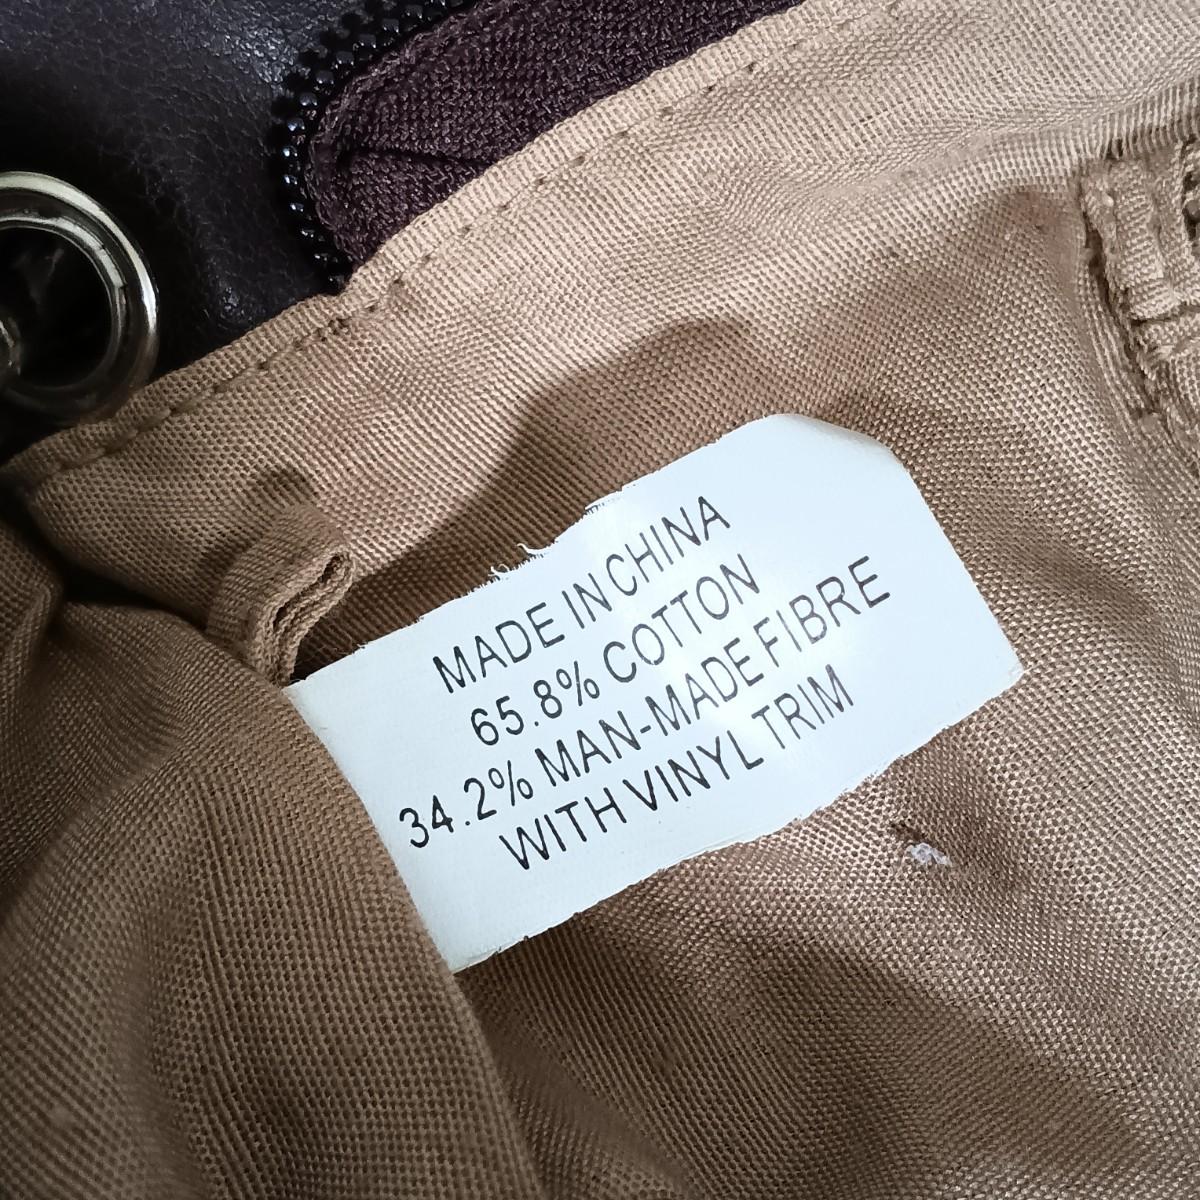 MADE IN CHINA
65.8% COTTON
34.2% MAN-MADE FIBRE
WITH VINYL TRIM